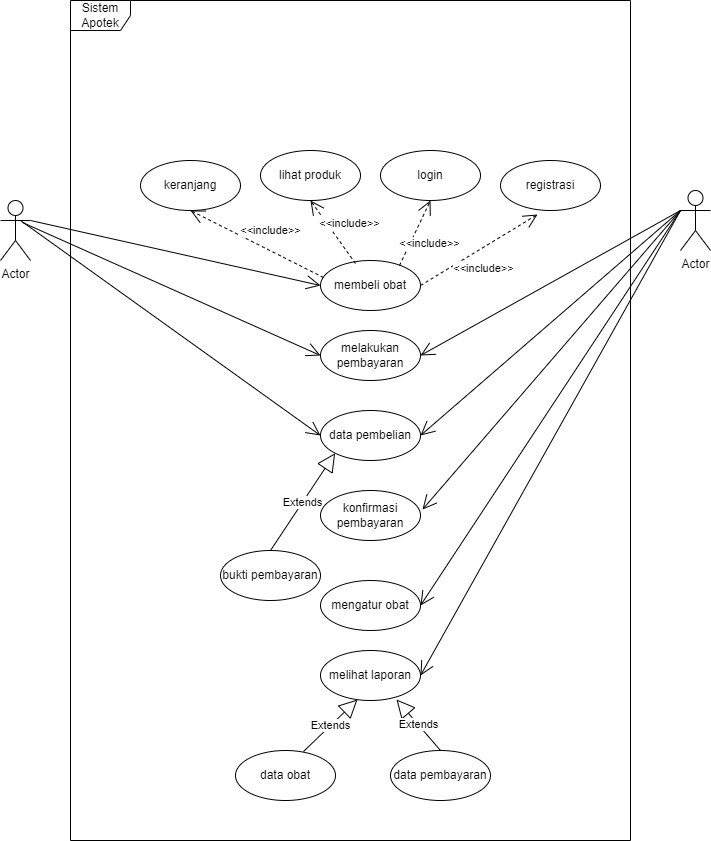 Sistem
Apotek
keranjang
lihat produk
login
registrasi
<<include>>
<<include>>
<<include>>
<<include>>
Actor
Actor
membeli obat
melakukan
pembayaran
data pembelian
Extends
konfirmasi
pembayaran
bukti pembayaran
mengatur obat
melihat laporan
Extends
Extends
data obat
data pembayaran